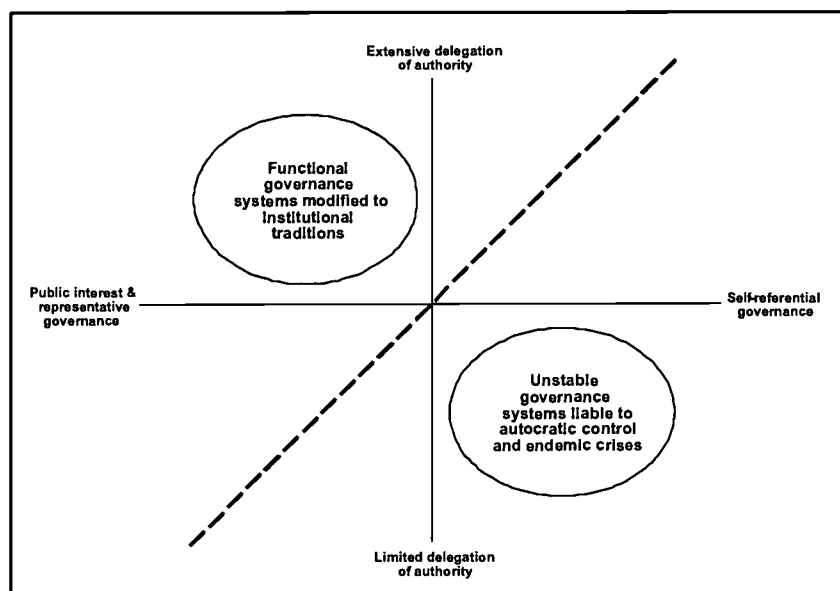 Extensive delegation
of authority
Functional
governance
systems modified to
institutional
traditions
Public interest &
representative
governance
Self-referential
governance
Unstable
governance
systems liable to
autocratic control
and endemic crises
Limited delegation
of authority